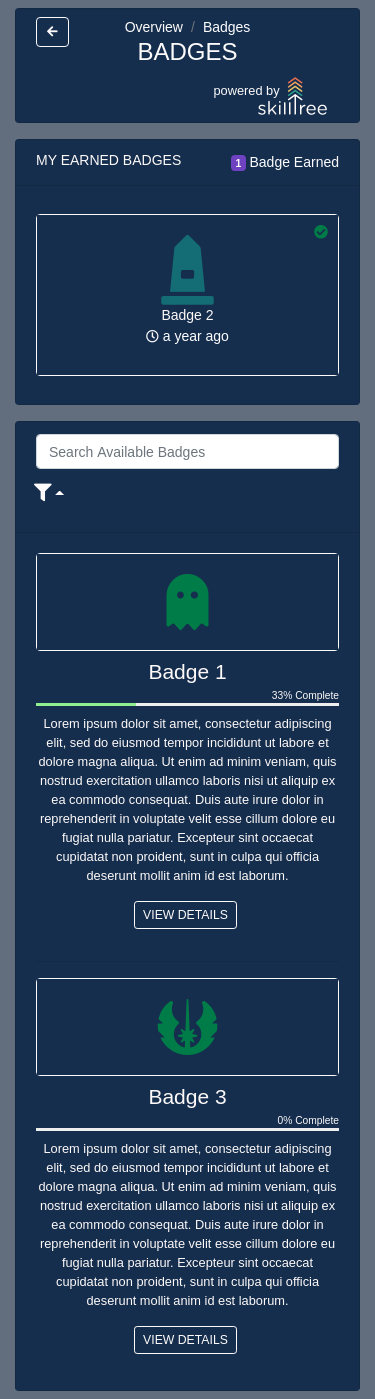 Overview / Badges
BADGES
powered by
skilltree
MY EARNED BADGES
1 Badge Earned
Badge 2
a year ago
Search Available Badges
Badge 1
33% Complete
Lorem ipsum dolor sit amet, consectetur adipiscing
elit, sed do eiusmod tempor incididunt ut labore et
dolore magna aliqua. Ut enim ad minim veniam, quis
nostrud exercitation ullamco laboris nisi ut aliquip ex
ea commodo consequat. Duis aute irure dolor in
reprehenderit in voluptate velit esse cillum dolore eu
fugiat nulla pariatur. Excepteur sint occaecat
cupidatat non proident, sunt in culpa qui officia
deserunt mollit anim id est laborum.
VIEW DETAILS
Badge 3
0% Complete
Lorem ipsum dolor sit amet, consectetur adipiscing
elit, sed do eiusmod tempor incididunt ut labore et
dolore magna aliqua. Ut enim ad minim veniam, quis
nostrud exercitation ullamco laboris nisi ut aliquip ex
ea commodo consequat. Duis aute irure dolor in
reprehenderit in voluptate velit esse cillum dolore eu
fugiat nulla pariatur. Excepteur sint occaecat
cupidatat non proident, sunt in culpa qui officia
deserunt mollit anim id est laborum.
VIEW DETAILS